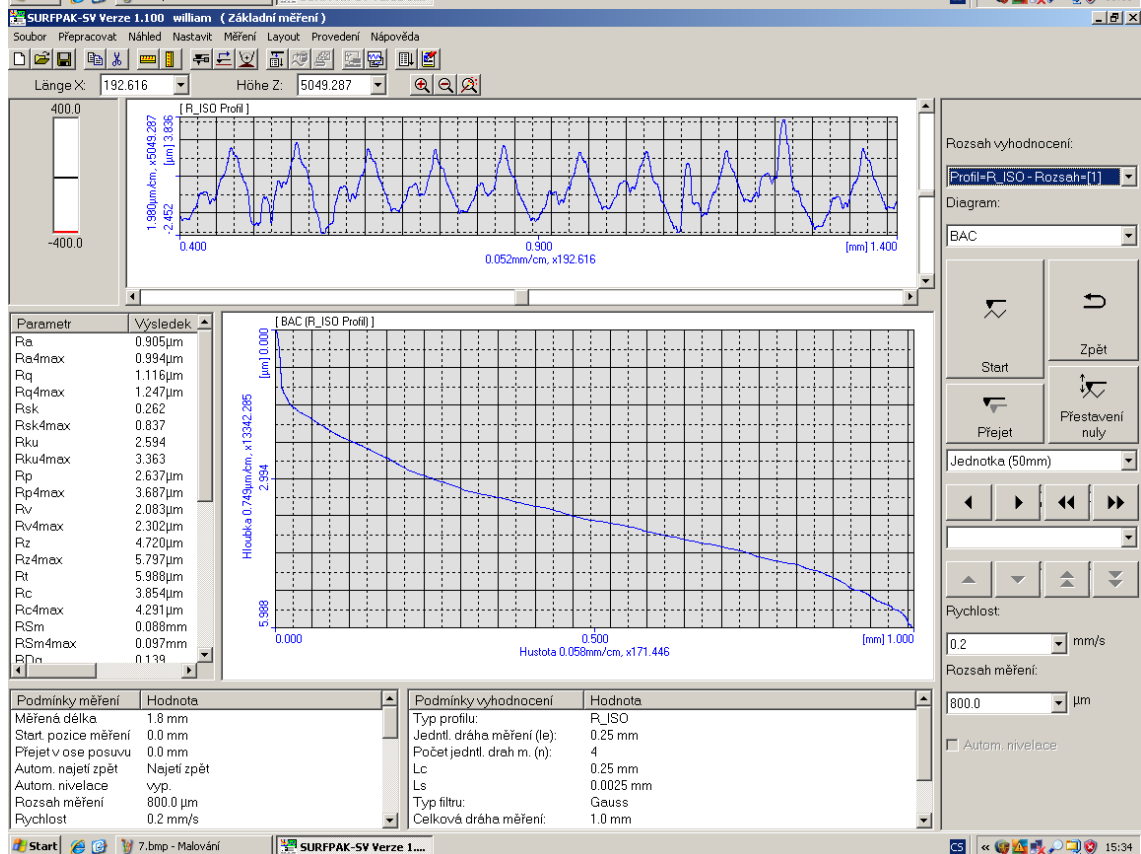 SURFPAK-SV Verze 1.100 william ( Základní měření )
Soubor Přepracovat Náhled Nastavit Měření Layout Provedení Nápověda
Länge X: 192.616 Höhe Z: 5049.287
400.0
-400.0
[ R_ISO Profil ]
1.980µm/cm, x5049.287
-2.452 [µm] 3.836
0.400 0.900 [mm] 1.400
0.052mm/cm, x192.616
Parametr Výsledek
Ra 0.905µm
Ra4max 0.994µm
Rq 1.116µm
Rq4max 1.247µm
Rsk 0.262
Rsk4max 0.837
Rku 2.594
Rku4max 3.363
Rp 2.637µm
Rp4max 3.687µm
Rv 2.083µm
Rv4max 2.302µm
Rz 4.720µm
Rz4max 5.797µm
Rt 5.988µm
Rc 3.854µm
Rc4max 4.291µm
RSm 0.088mm
RSm4max 0.097mm
RDq 0.139
[ BAC (R_ISO Profil) ]
Hloubka 0.749µm/cm, x13342.285
5.988 2.994 [µm] 0.000
0.000 0.500 [mm] 1.000
Hustota 0.058mm/cm, x171.446
Rozsah vyhodnocení:
Profil=R_ISO - Rozsah=[1]
Diagram:
BAC
Start
Zpět
Přejet
Přestavení
nuly
Jednotka (50mm)
Rychlost:
0.2 mm/s
Rozsah měření:
800.0 µm
Autom. nivelace
Podmínky měření Hodnota
Měřená délka 1.8 mm
Start. pozice měření 0.0 mm
Přejet v ose posuvu 0.0 mm
Autom. najetí zpět Najetí zpět
Autom. nivelace vyp.
Rozsah měření 800.0 µm
Rychlost 0.2 mm/s
Podmínky vyhodnocení Hodnota
Typ profilu: R_ISO
Jedntl. dráha měření (le): 0.25 mm
Počet jedntl. drah m. (n): 4
Lc 0.25 mm
Ls 0.0025 mm
Typ filtru: Gauss
Celková dráha měření: 1.0 mm
Start 7.bmp - Malování SURFPAK-SV Verze 1.... CS « 15:34